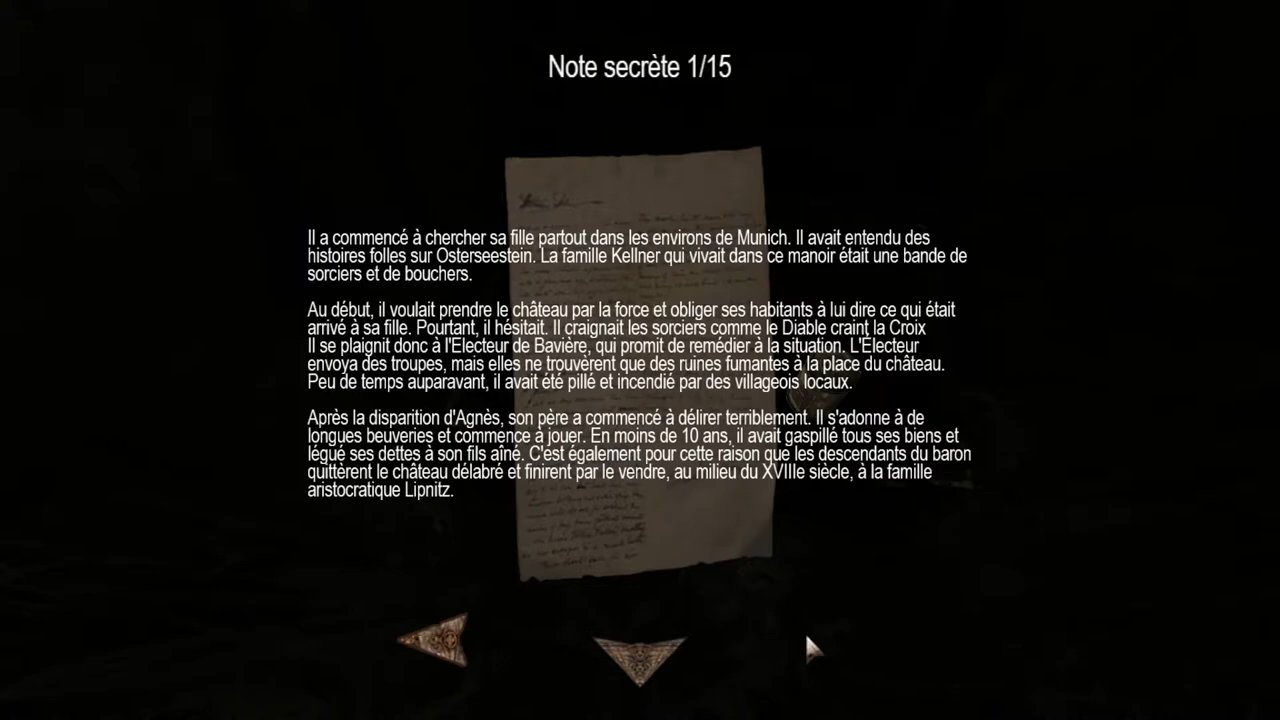 Note secrète 1/15
Il a commencé à chercher sa fille partout dans les environs de Munich. Il avait entendu des
histoires folles sur Osterseestein. La famille Kellner qui vivait dans ce manoir était une bande de
sorciers et de bouchers.
Au début, il voulait prendre le château par la force et obliger ses habitants à lui dire ce qui était
arrivé à sa fille. Pourtant, il hésitait. Il craignait les sorciers comme le Diable craint la Croix
Il se plaignit donc à l'Électeur de Bavière, qui promit de remédier à la situation. L'Électeur
envoya des troupes, mais elles ne trouvèrent que des ruines fumantes à la place du château.
Peu de temps auparavant, il avait été pillé et incendié par des villageois locaux.
Après la disparition d'Agnès, son père a commencé à délirer terriblement. Il s'adonne à de
longues beuveries et commence à jouer. En moins de 10 ans, il avait gaspillé tous ses biens et
légué ses dettes à son fils aîné. C'est également pour cette raison que les descendants du baron
quittèrent le château délabré et finirent par le vendre, au milieu du XVIIIe siècle, à la famille
aristocratique Lipnitz.